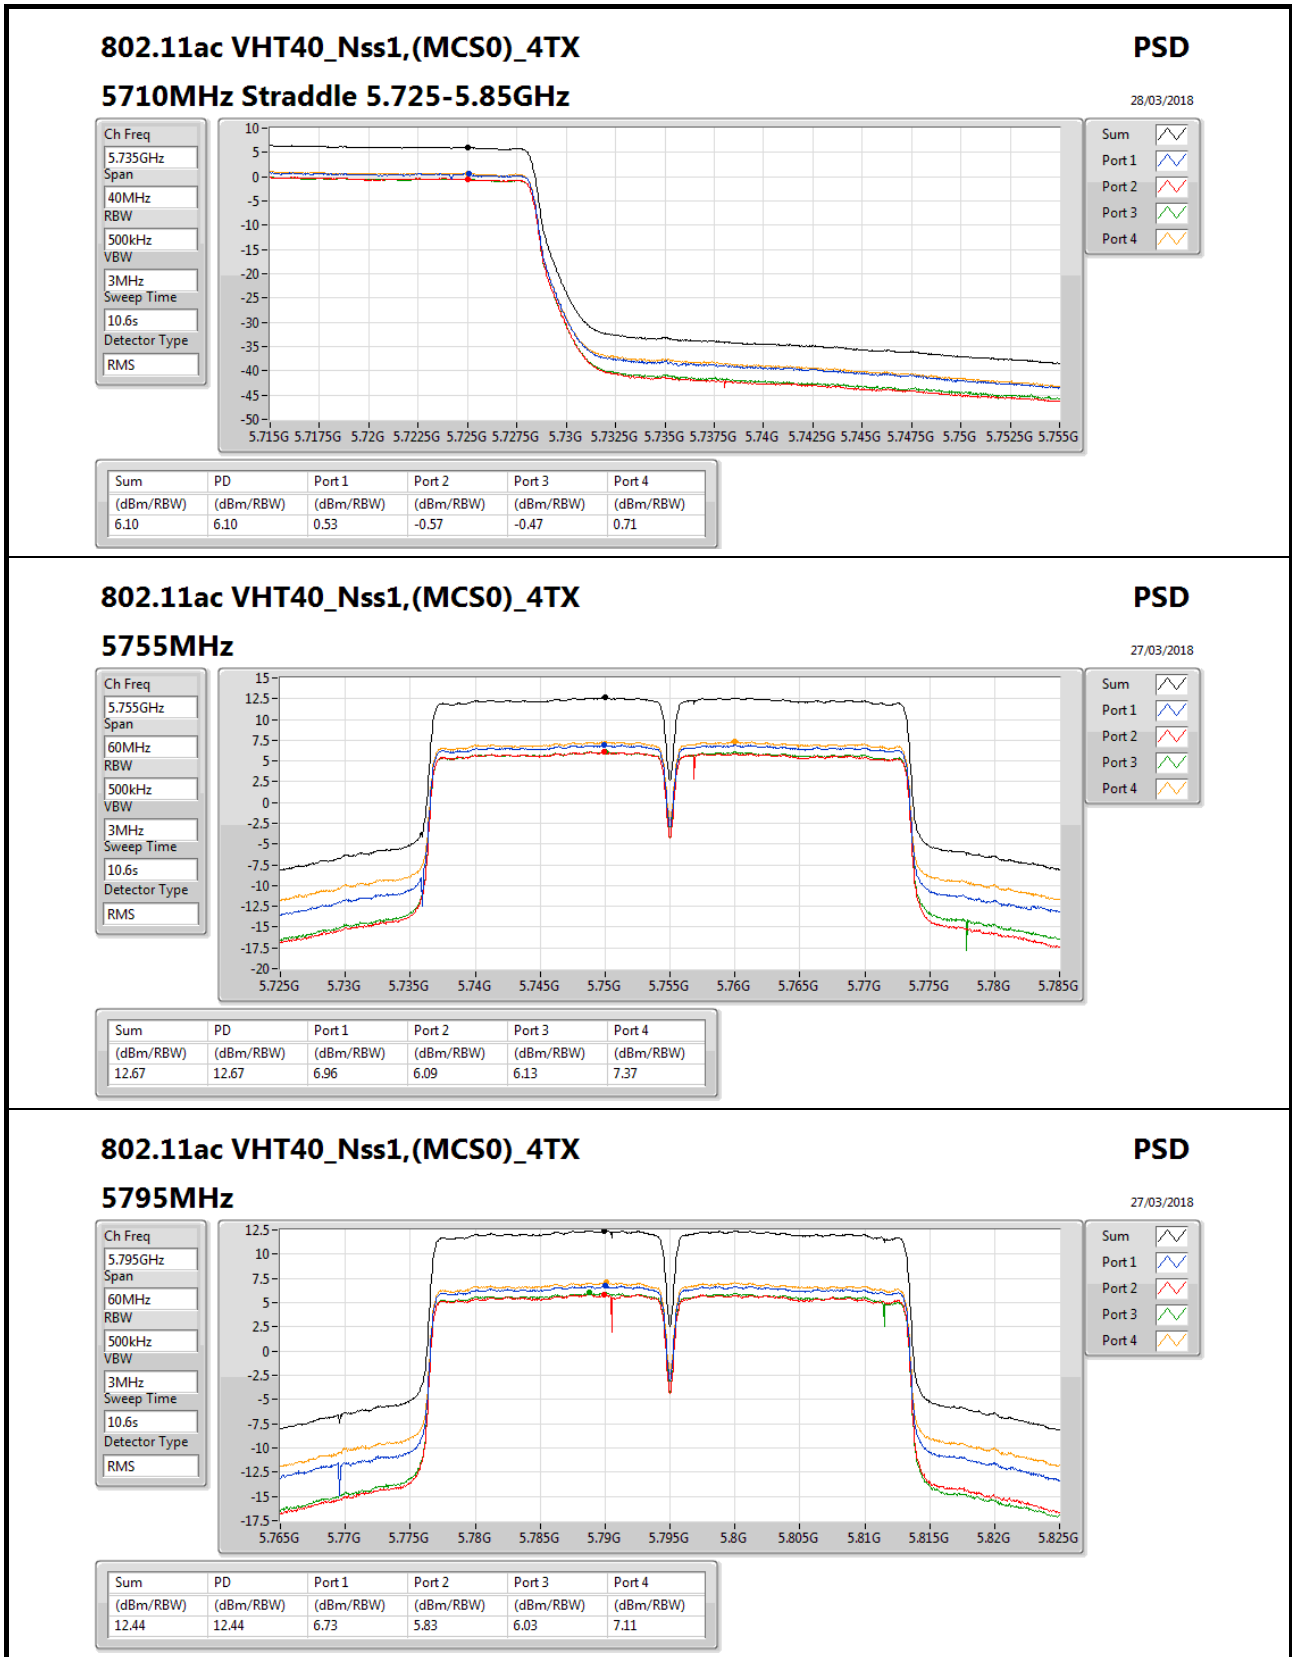 802.11ac VHT40_Nss1,(MCS0)_4TX PSD
5710MHz Straddle 5.725-5.85GHz 28/03/2018
Ch Freq
5.735GHz
Span
40MHz
RBW
500kHz
VBW
3MHz
Sweep Time
10.6s
Detector Type
RMS
10
5
0
-5
-10
-15
-20
-25
-30
-35
-40
-45
-50
5.715G 5.7175G 5.72G 5.7225G 5.725G 5.7275G 5.73G 5.7325G 5.735G 5.7375G 5.74G 5.7425G 5.745G 5.7475G 5.75G 5.7525G 5.755G
Sum
Port 1
Port 2
Port 3
Port 4
Sum PD Port 1 Port 2 Port 3 Port 4
(dBm/RBW) (dBm/RBW) (dBm/RBW) (dBm/RBW) (dBm/RBW) (dBm/RBW)
6.10 6.10 0.53 -0.57 -0.47 0.71
802.11ac VHT40_Nss1,(MCS0)_4TX PSD
5755MHz 27/03/2018
Ch Freq
5.755GHz
Span
60MHz
RBW
500kHz
VBW
3MHz
Sweep Time
10.6s
Detector Type
RMS
15
12.5
10
7.5
5
2.5
0
-2.5
-5
-7.5
-10
-12.5
-15
-17.5
-20
5.725G 5.73G 5.735G 5.74G 5.745G 5.75G 5.755G 5.76G 5.765G 5.77G 5.775G 5.78G 5.785G
Sum
Port 1
Port 2
Port 3
Port 4
Sum PD Port 1 Port 2 Port 3 Port 4
(dBm/RBW) (dBm/RBW) (dBm/RBW) (dBm/RBW) (dBm/RBW) (dBm/RBW)
12.67 12.67 6.96 6.09 6.13 7.37
802.11ac VHT40_Nss1,(MCS0)_4TX PSD
5795MHz 27/03/2018
Ch Freq
5.795GHz
Span
60MHz
RBW
500kHz
VBW
3MHz
Sweep Time
10.6s
Detector Type
RMS
12.5
10
7.5
5
2.5
0
-2.5
-5
-7.5
-10
-12.5
-15
-17.5
5.765G 5.77G 5.775G 5.78G 5.785G 5.79G 5.795G 5.8G 5.805G 5.81G 5.815G 5.82G 5.825G
Sum
Port 1
Port 2
Port 3
Port 4
Sum PD Port 1 Port 2 Port 3 Port 4
(dBm/RBW) (dBm/RBW) (dBm/RBW) (dBm/RBW) (dBm/RBW) (dBm/RBW)
12.44 12.44 6.73 5.83 6.03 7.11